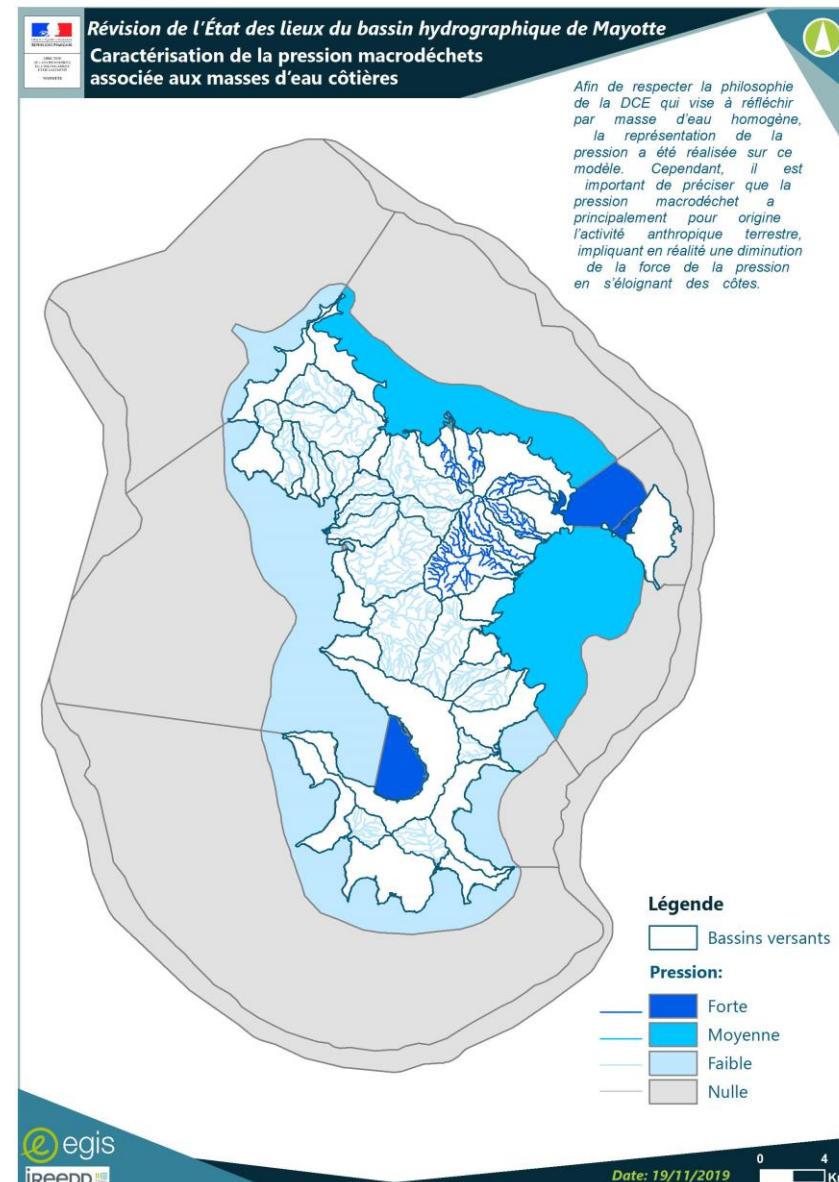 Révision de l'État des lieux du bassin hydrographique de Mayotte
Caractérisation de la pression macrodéchets
associée aux masses d'eau côtières
RÉPUBLIQUE FRANÇAISE
MAYOTTE
Afin de respecter la philosophie
de la DCE qui vise à réfléchir
par masse d'eau homogène,
la représentation de la
pression a été réalisée sur ce
modèle. Cependant, il est
important de préciser que la
pression macrodéchet a
principalement pour origine
l'activité anthropique terrestre,
impliquant en réalité une diminution
de la force de la pression
en s'éloignant des côtes.
Légende
Bassins versants
Pression:
Forte
Moyenne
Faible
Nulle
egis
Date: 19/11/2019
0 4